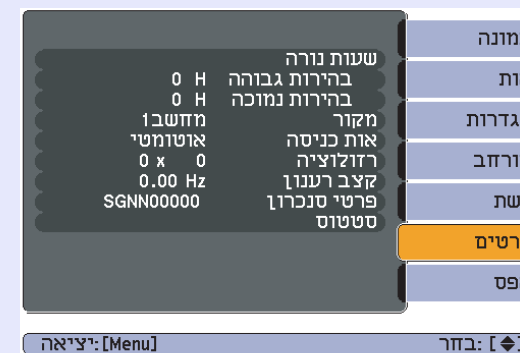 שעות נורה
בהירות גבוהה 0 H
בהירות נמוכה 0 H
מקור מחשב1
אות כניסה אוטומטי
רזולוציה 0 x 0
קצב רענון 0.00 Hz
פרטי סנכרון SGNN00000
סטטוס
מונה
ות
גדרות
ורחב
שת
רטים
פס
[Menu]:יציאה
[◆]: בחר